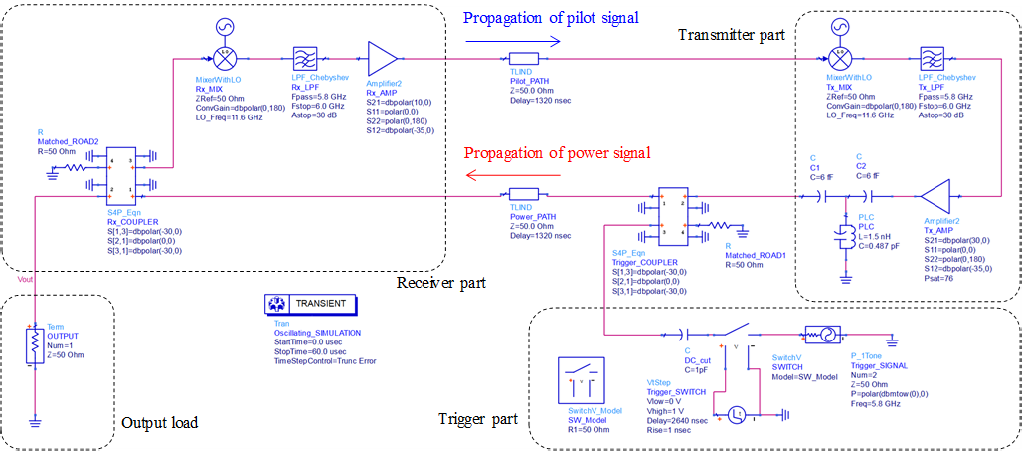 Propagation of pilot signal
Transmitter part
MixerWithLO
Rx_MIX
ZRef=50 Ohm
ConvGain=dbpolar(0,180)
LO_Freq=11.6 GHz
LPF_Chebyshev
Rx_LPF
Fpass=5.8 GHz
Fstop=6.0 GHz
Astop=30 dB
Amplifier2
Rx_AMP
S21=dbpolar(10,0)
S11=polar(0,0)
S22=polar(0,180)
S12=dbpolar(-35,0)
TLIND
Pilot_PATH
Z=50.0 Ohm
Delay=1320 nsec
MixerWithLO
Tx_MIX
ZRef=50 Ohm
ConvGain=dbpolar(0,180)
LO_Freq=11.6 GHz
LPF_Chebyshev
Tx_LPF
Fpass=5.8 GHz
Fstop=6.0 GHz
Astop=30 dB
R
Matched_ROAD2
R=50 Ohm
4
3
2
1
S4P_Eqn
Rx_COUPLER
S[1,3]=dbpolar(-30,0)
S[2,1]=dbpolar(0,0)
S[3,1]=dbpolar(-30,0)
Propagation of power signal
TLIND
Power_PATH
Z=50.0 Ohm
Delay=1320 nsec
1
2
3
4
S4P_Eqn
Trigger_COUPLER
S[1,3]=dbpolar(-30,0)
S[2,1]=dbpolar(0,0)
S[3,1]=dbpolar(-30,0)
R
Matched_ROAD1
R=50 Ohm
C
C1
C=6 fF
C
C2
C=6 fF
PLC
PLC
L=1.5 nH
C=0.487 pF
Amplifier2
Tx_AMP
S21=dbpolar(30,0)
S11=polar(0,0)
S22=polar(0,180)
S12=dbpolar(-35,0)
Psat=76
Receiver part
Vout
Term
OUTPUT
Num=1
Z=50 Ohm
Output load
TRANSIENT
Tran
Oscillating_SIMULATION
StartTime=0.0 usec
StopTime=60.0 usec
TimeStepControl=Trunc Error
Trigger part
SwitchV_Model
SW_Model
R1=50 Ohm
C
DC_cut
C=1pF
VtStep
Trigger_SWITCH
Vlow=0 V
Vhigh=1 V
Delay=2640 nsec
Rise=1 nsec
SwitchV
SWITCH
Model=SW_Model
P_1Tone
Trigger_SIGNAL
Num=2
Z=50 Ohm
P=polar(dbmtow(0),0)
Freq=5.8 GHz